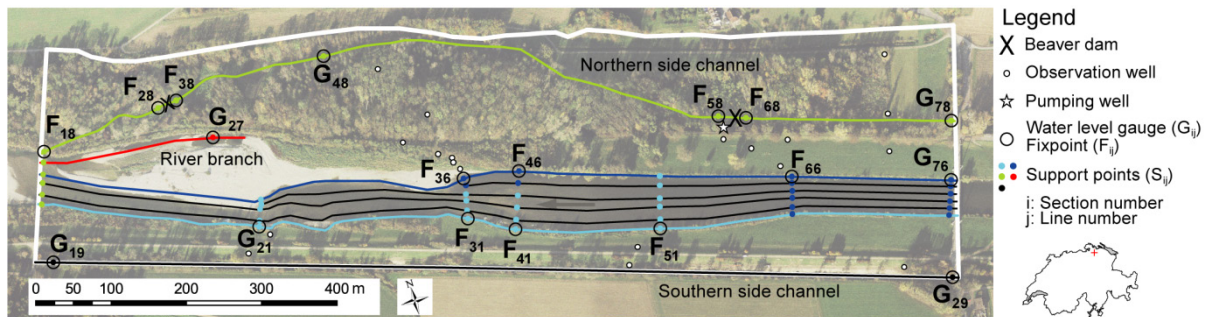 G48
Northern side channel
F28
F38
F58
F68
G78
F18
G27
River branch
F36
F46
F66
G76
G21
F31
F41
F51
G19
G29
0 50 100 200 300 400 m
N
Southern side channel
Legend
X Beaver dam
Observation well
Pumping well
Water level gauge (Gij)
Fixpoint (Fij)
Support points (Sij)
i: Section number
j: Line number